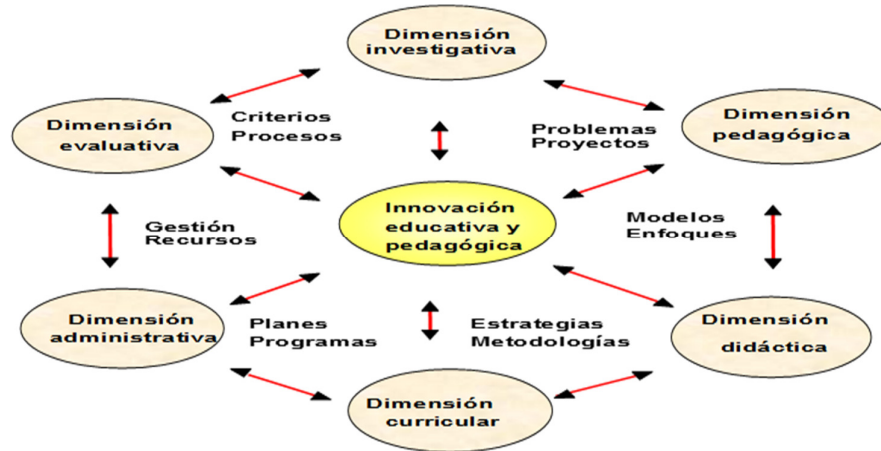 Dimensión
investigativa
Dimensión
evaluativa
Criterios
Procesos
Problemas
Proyectos
Dimensión
pedagógica
Gestión
Recursos
Innovación
educativa y
pedagógica
Modelos
Enfoques
Dimensión
administrativa
Planes
Programas
Estrategias
Metodologías
Dimensión
didáctica
Dimensión
curricular